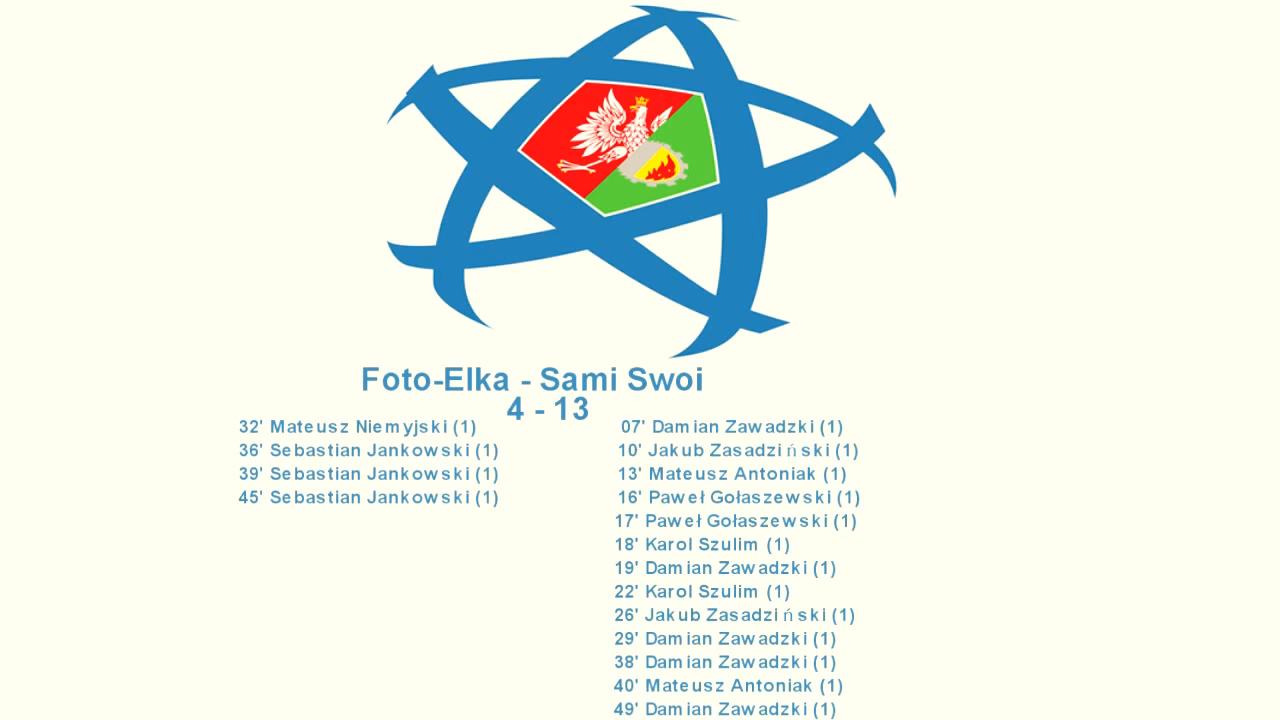 Foto-Elka - Sami Swoi
4 - 13
32' Mateusz Niemyjski (1)
36' Sebastian Jankowski (1)
39' Sebastian Jankowski (1)
45' Sebastian Jankowski (1)
07' Damian Zawadzki (1)
10' Jakub Zasadziński (1)
13' Mateusz Antoniak (1)
16' Paweł Gołaszewski (1)
17' Paweł Gołaszewski (1)
18' Karol Szulim (1)
19' Damian Zawadzki (1)
22' Karol Szulim (1)
26' Jakub Zasadziński (1)
29' Damian Zawadzki (1)
38' Damian Zawadzki (1)
40' Mateusz Antoniak (1)
49' Damian Zawadzki (1)